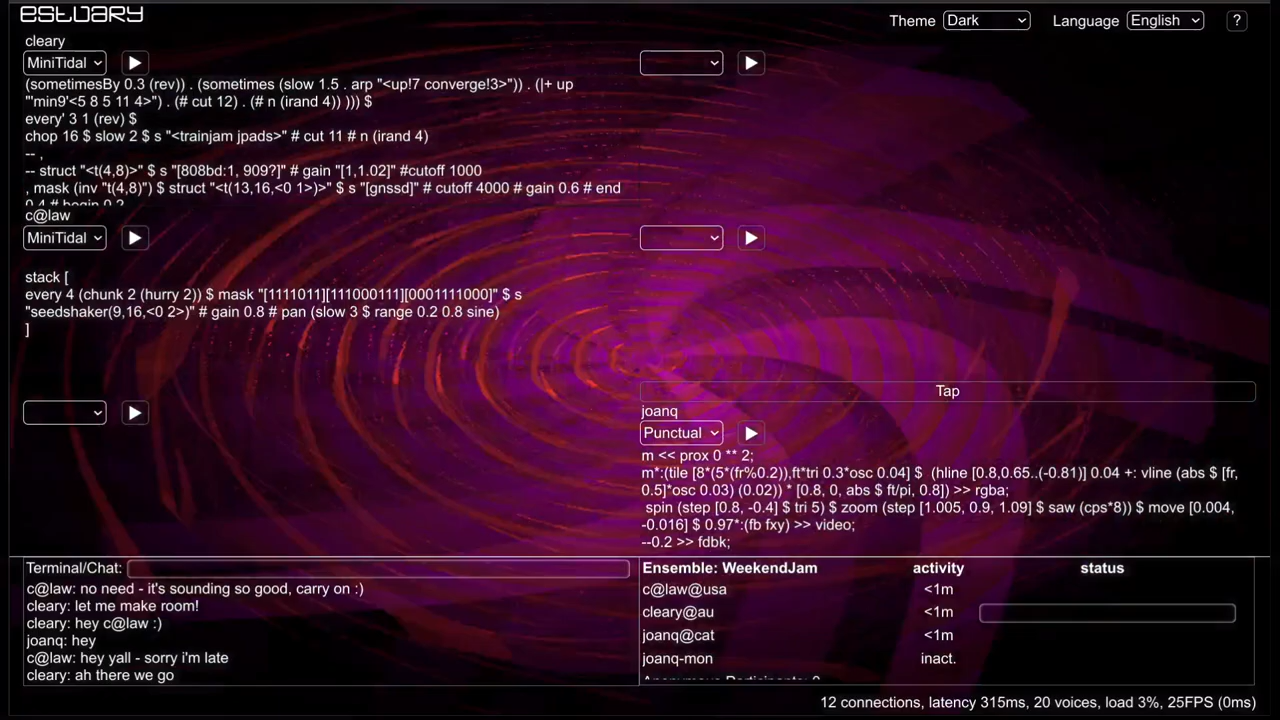 estuary
Theme Dark Language English ?
cleary
MiniTidal
(sometimesBy 0.3 (rev)) . (sometimes (slow 1.5 . arp "<up!7 converge!3>")) . (|+ up
"'min9'<5 8 5 11 4>") . (# cut 12) . (# n (irand 4)) ))) $
every' 3 1 (rev) $
chop 16 $ slow 2 $ s "<trainjam jpads>" # cut 11 # n (irand 4)
-- ,
-- struct "<t(4,8)>" $ s "[808bd:1, 909?]" # gain "[1,1.02]" #cutoff 1000
, mask (inv "t(4,8)") $ struct "<t(13,16,<0 1>)>" $ s "[gnssd]" # cutoff 4000 # gain 0.6 # end
0.4 # begin 0.2
c@law
MiniTidal
stack [
every 4 (chunk 2 (hurry 2)) $ mask "[1111011][111000111][0001111000]" $ s
"seedshaker(9,16,<0 2>)" # gain 0.8 # pan (slow 3 $ range 0.2 0.8 sine)
]
Tap
joanq
Punctual
m << prox 0 ** 2;
m*:(tile [8*(5*(fr%0.2)),ft*tri 0.3*osc 0.04] $ (hline [0.8,0.65..(-0.81)] 0.04 +: vline (abs $ [fr,
0.5]*osc 0.03) (0.02)) * [0.8, 0, abs $ ft/pi, 0.8]) >> rgba;
spin (step [0.8, -0.4] $ tri 5) $ zoom (step [1.005, 0.9, 1.09] $ saw (cps*8)) $ move [0.004,
-0.016] $ 0.97*:(fb fxy) >> video;
--0.2 >> fdbk;
Terminal/Chat:
c@law: no need - it's sounding so good, carry on :)
cleary: let me make room!
cleary: hey c@law :)
joanq: hey
c@law: hey yall - sorry i'm late
cleary: ah there we go
Ensemble: WeekendJam activity status
c@law@usa <1m
cleary@au <1m
joanq@cat <1m
joanq-mon inact.
Anonymous Participants: 0
12 connections, latency 315ms, 20 voices, load 3%, 25FPS (0ms)